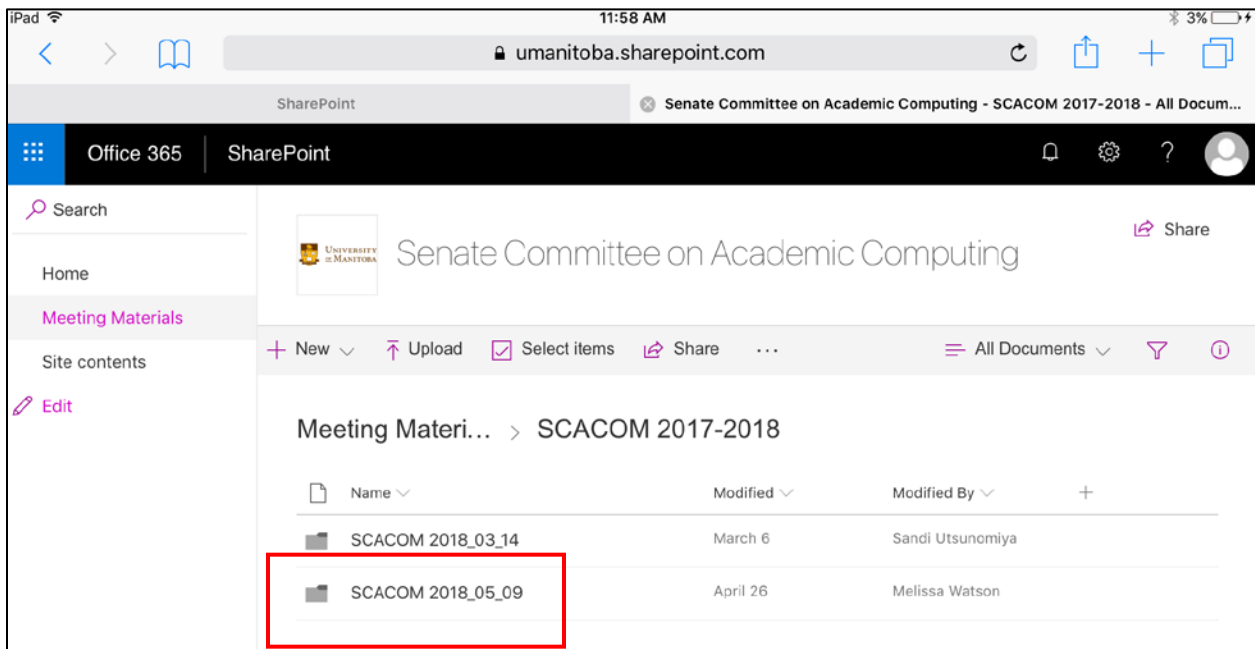 iPad 11:58 AM 3%
umanitoba.sharepoint.com
SharePoint Senate Committee on Academic Computing - SCACOM 2017-2018 - All Docum...
Office 365 SharePoint ?
Search
Share
UNIVERSITY
OF MANITOBA
Senate Committee on Academic Computing
Home
Meeting Materials
Site contents
Edit
New Upload Select items Share ... All Documents
Meeting Materi... > SCACOM 2017-2018
Name Modified Modified By +
SCACOM 2018_03_14 March 6 Sandi Utsunomiya
SCACOM 2018_05_09 April 26 Melissa Watson